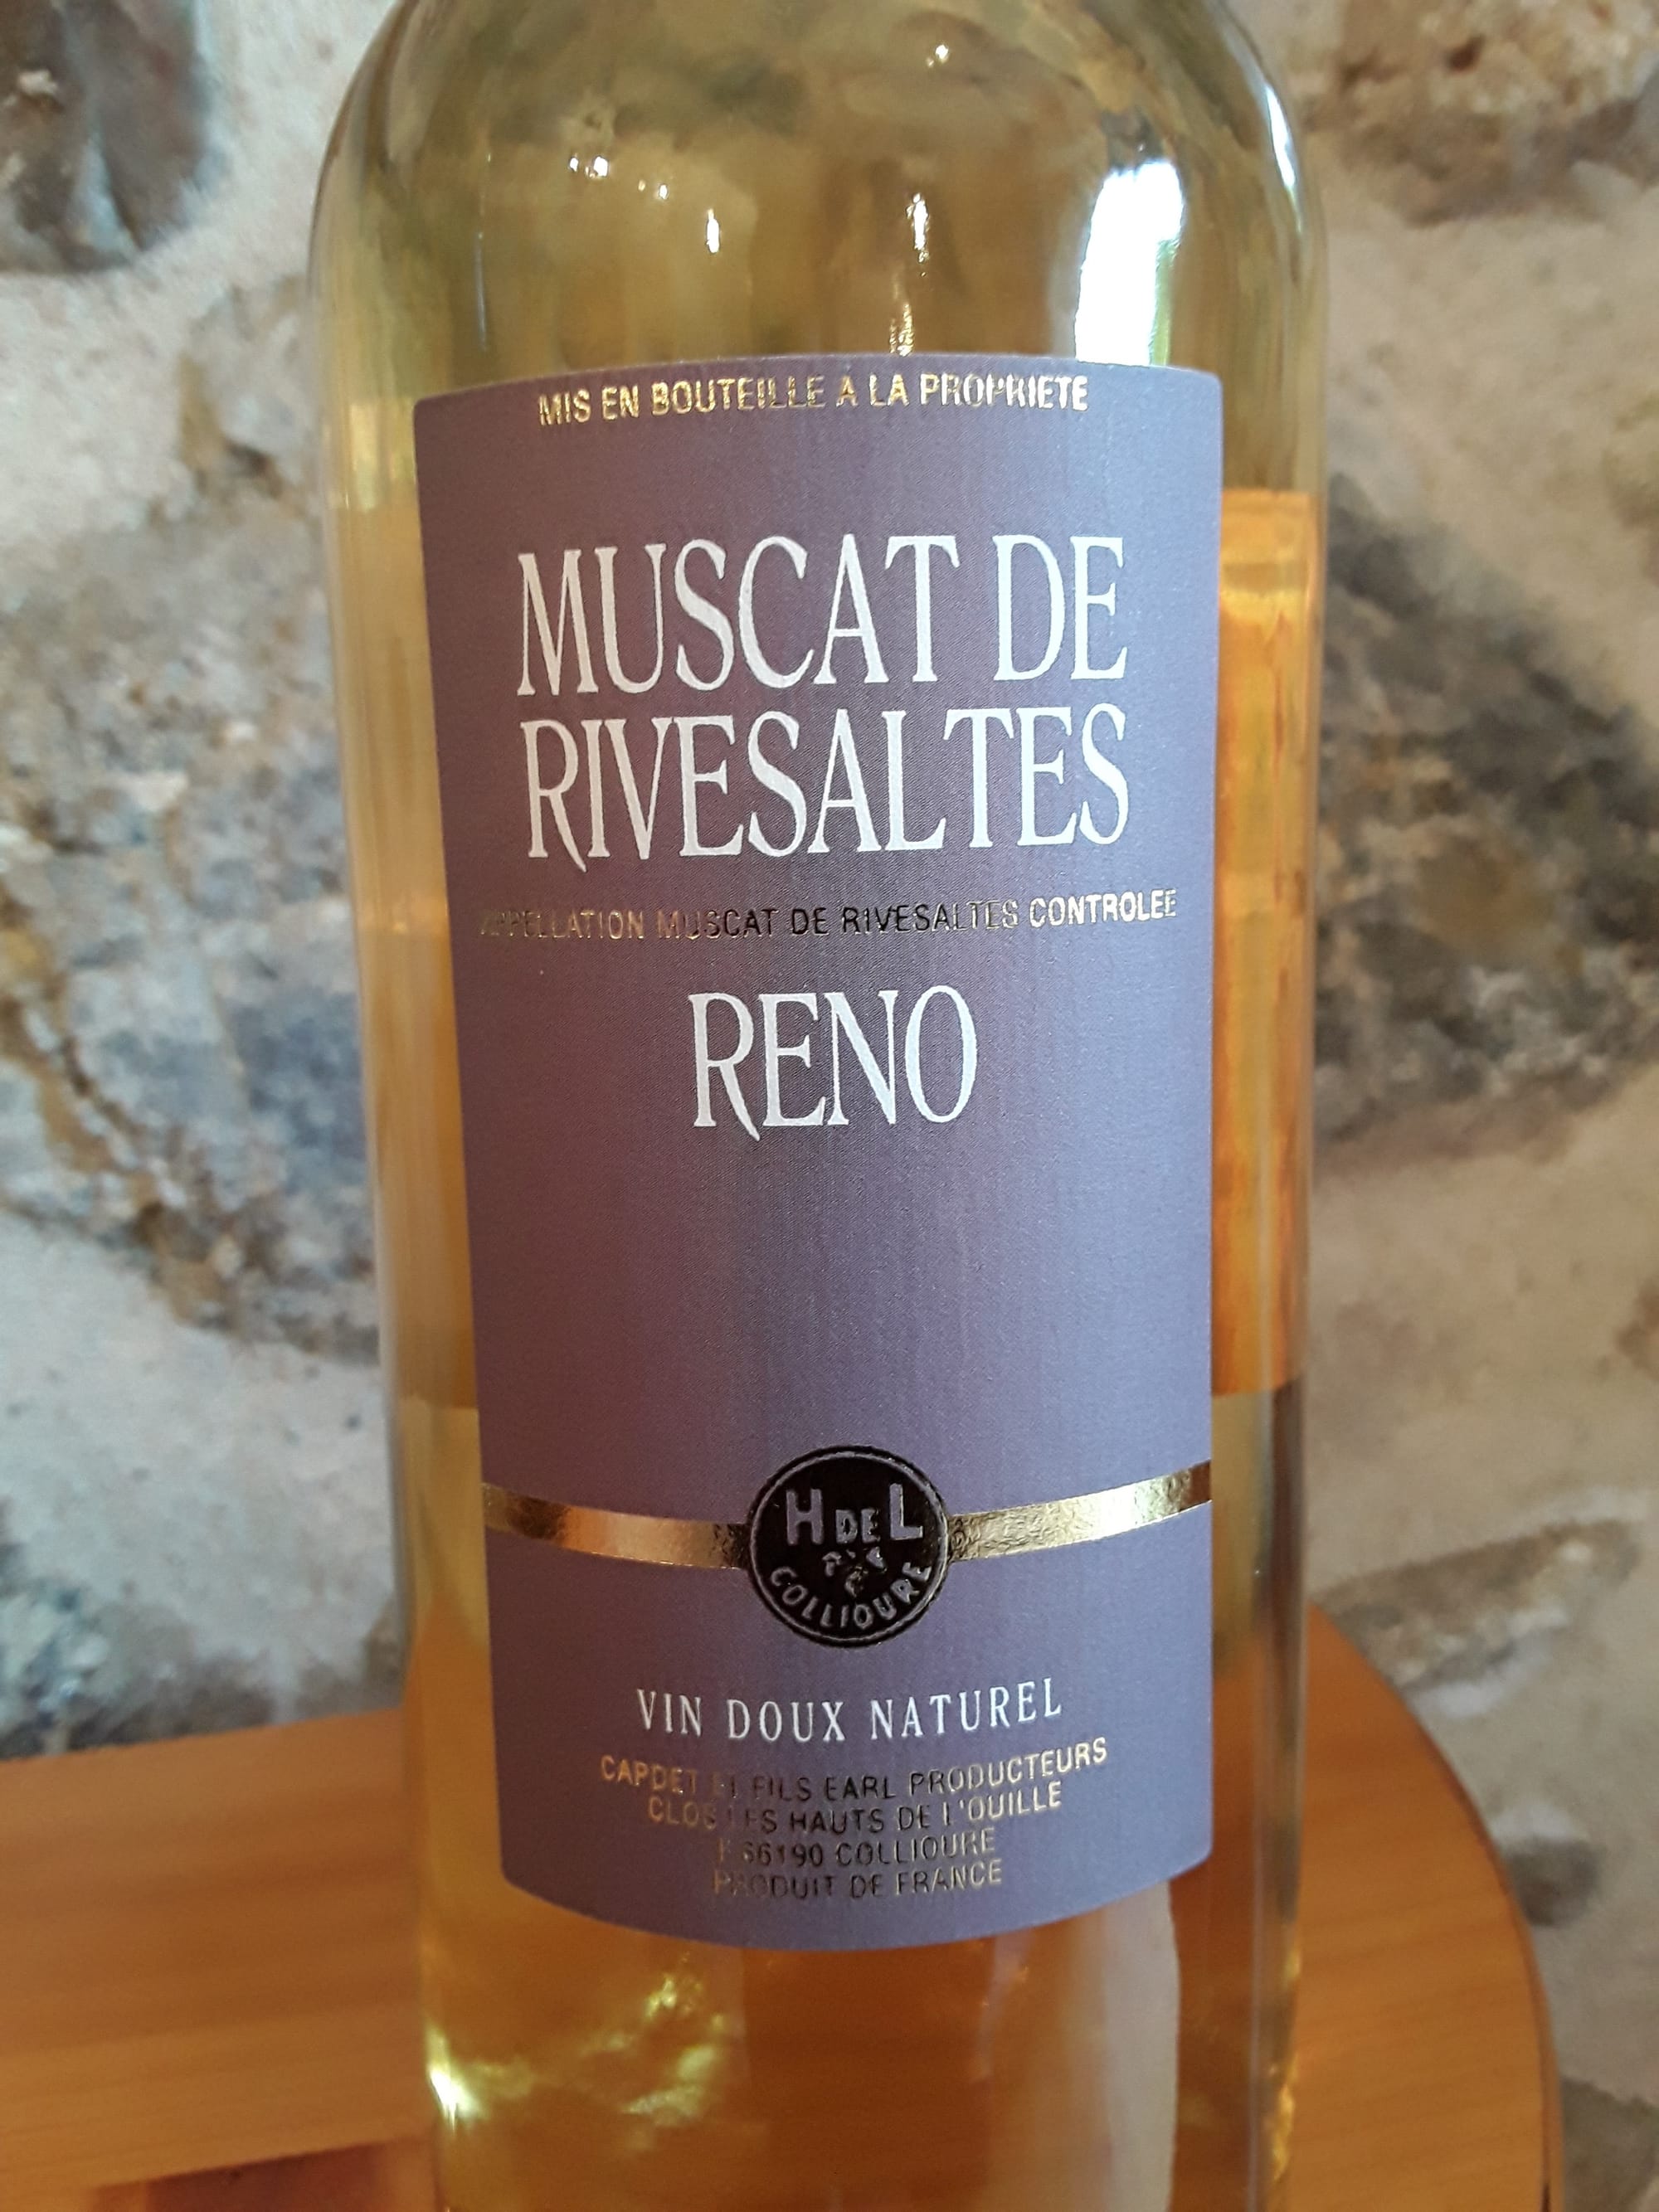 MIS EN BOUTEILLE A LA PROPRIETE
MUSCAT DE
RIVESALTES
APPELLATION MUSCAT DE RIVESALTES CONTROLEE
RENO
H DE L
COLLIOURE
VIN DOUX NATUREL
CAPDET ET FILS EARL PRODUCTEURS
CLOS LES HAUTS DE L'OUILLE
F 66190 COLLIOURE
PRODUIT DE FRANCE